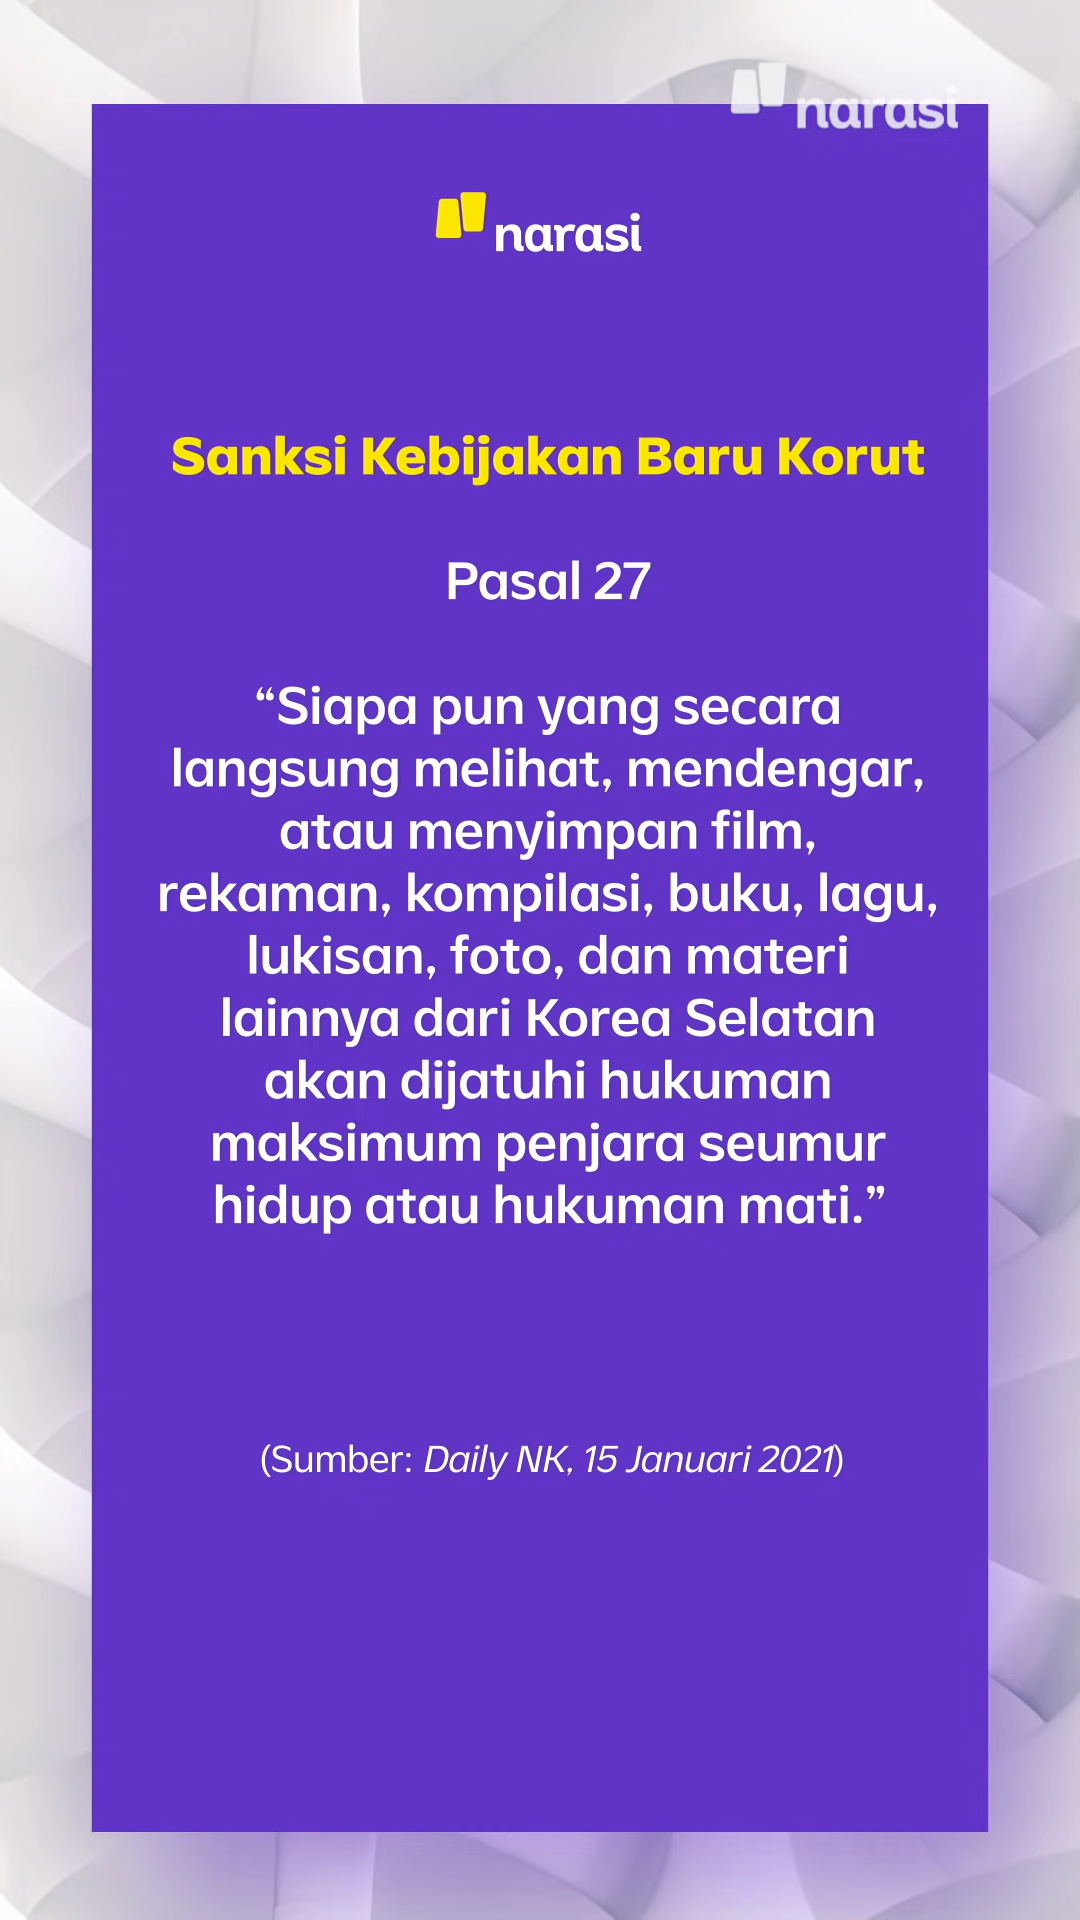 narasi
narasi
Sanksi Kebijakan Baru Korut
Pasal 27
“Siapa pun yang secara
langsung melihat, mendengar,
atau menyimpan film,
rekaman, kompilasi, buku, lagu,
lukisan, foto, dan materi
lainnya dari Korea Selatan
akan dijatuhi hukuman
maksimum penjara seumur
hidup atau hukuman mati.”
(Sumber: Daily NK, 15 Januari 2021)